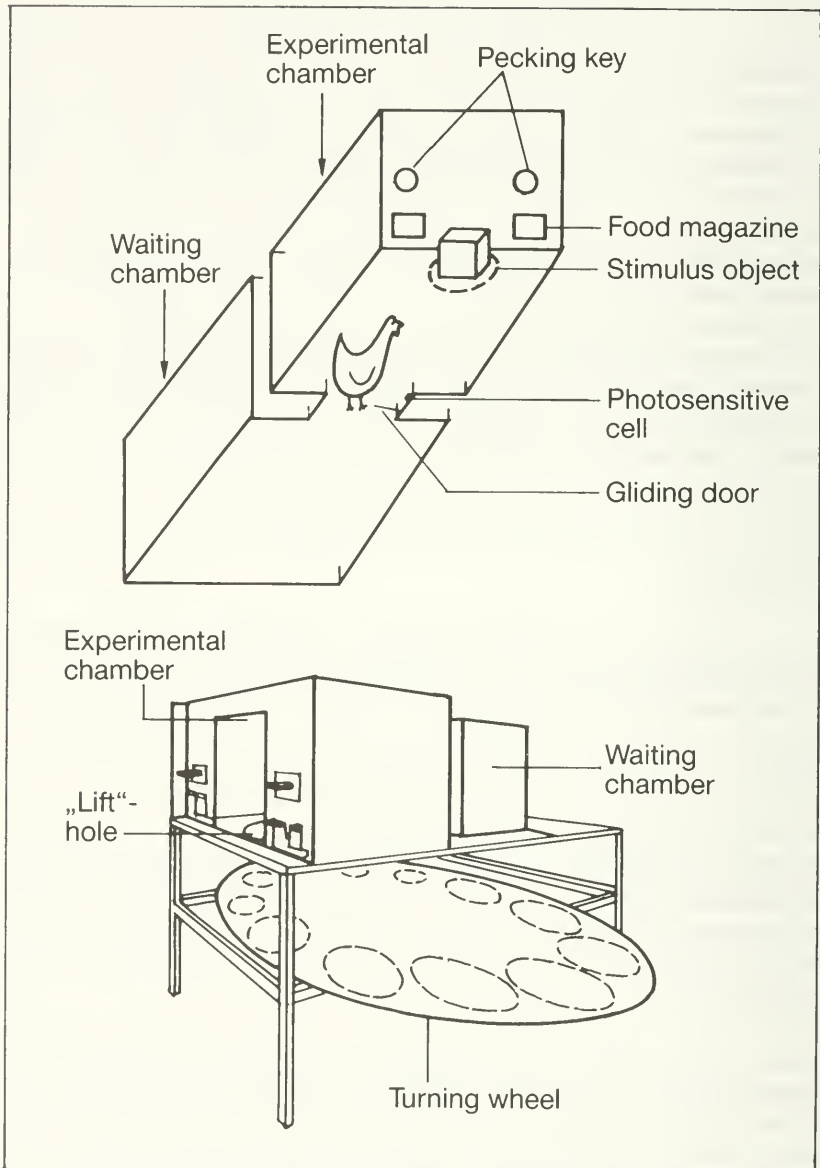 Experimental
chamber
Pecking key
Waiting
chamber
Food magazine
Stimulus object
Photosensitive
cell
Gliding door
Experimental
chamber
Waiting
chamber
„Lift“-
hole
Turning wheel